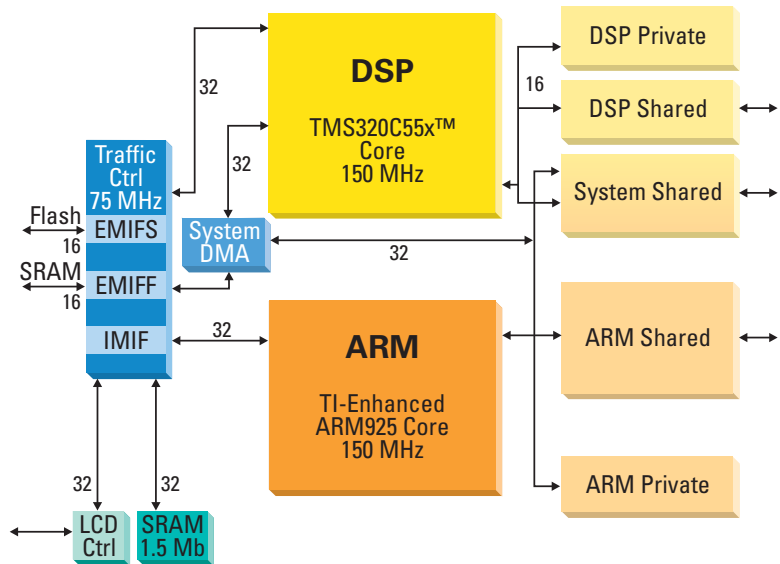 DSP
TMS320C55x™
Core
150 MHz
DSP Private
16
DSP Shared
System Shared
32
32
Traffic
Ctrl
75 MHz
Flash
16
EMIFS
SRAM
16
EMIFF
IMIF
System
DMA
32
32
ARM
TI-Enhanced
ARM925 Core
150 MHz
ARM Shared
ARM Private
32
32
LCD
Ctrl
SRAM
1.5 Mb